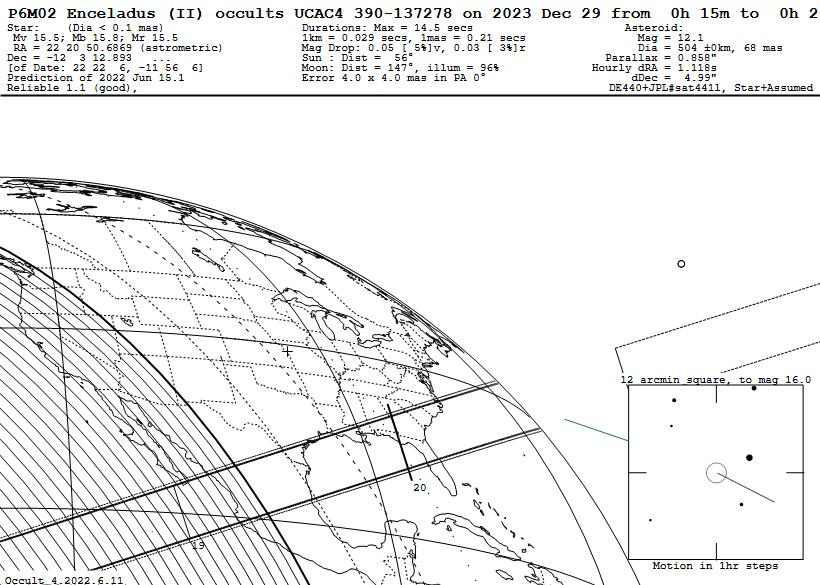 P6M02 Enceladus (II) occults UCAC4 390-137278 on 2023 Dec 29 from 0h 15m to 0h 2
Star: (Dia < 0.1 mas)
Mv 15.5; Mb 15.8; Mr 15.5
RA = 22 20 50.6869 (astrometric)
Dec = -12 3 12.893 ...
[of Date: 22 22 6, -11 56 6]
Prediction of 2022 Jun 15.1
Reliable 1.1 (good),
Durations: Max = 14.5 secs
1km = 0.029 secs, 1mas = 0.21 secs
Mag Drop: 0.05 [ 5%]v, 0.03 [ 3%]r
Sun : Dist = 56°
Moon: Dist = 147°, illum = 96%
Error 4.0 x 4.0 mas in PA 0°
Asteroid:
Mag = 12.1
Dia = 504 ±0km, 68 mas
Parallax = 0.858"
Hourly dRA = 1.118s
dDec = 4.99"
DE440+JPL#sat441l, Star+Assumed
12 arcmin square, to mag 16.0
20
19
Motion in 1hr steps
Occult 4.2022.6.11